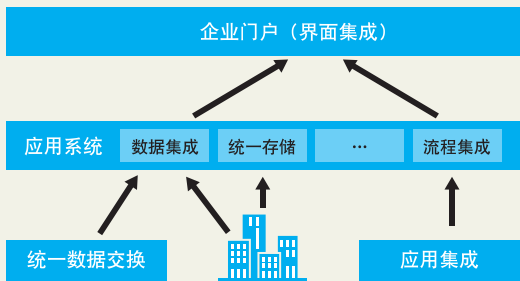 企业门户（界面集成）
应用系统 数据集成 统一存储 … 流程集成
统一数据交换 应用集成